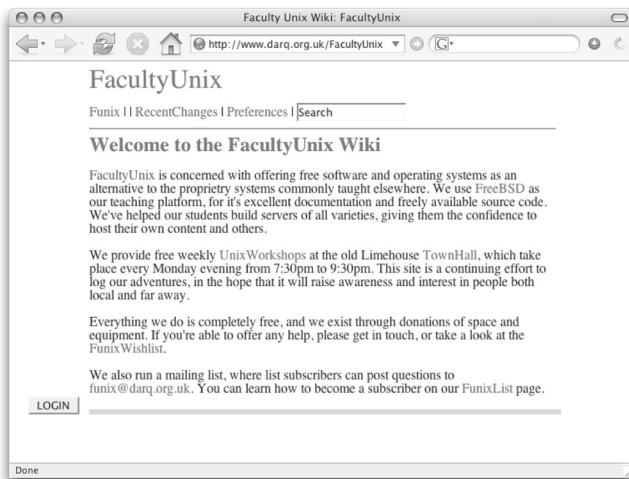 Faculty Unix Wiki: FacultyUnix
http://www.darq.org.uk/FacultyUnix
G
FacultyUnix
Funix | | RecentChanges | Preferences | Search
Welcome to the FacultyUnix Wiki
FacultyUnix is concerned with offering free software and operating systems as an
alternative to the proprietry systems commonly taught elsewhere. We use FreeBSD as
our teaching platform, for it's excellent documentation and freely available source code.
We've helped our students build servers of all varieties, giving them the confidence to
host their own content and others.
We provide free weekly UnixWorkshops at the old Limehouse TownHall, which take
place every Monday evening from 7:30pm to 9:30pm. This site is a continuing effort to
log our adventures, in the hope that it will raise awareness and interest in people both
local and far away.
Everything we do is completely free, and we exist through donations of space and
equipment. If you're able to offer any help, please get in touch, or take a look at the
FunixWishlist.
We also run a mailing list, where list subscribers can post questions to
funix@darq.org.uk. You can learn how to become a subscriber on our FunixList page.
LOGIN
Done